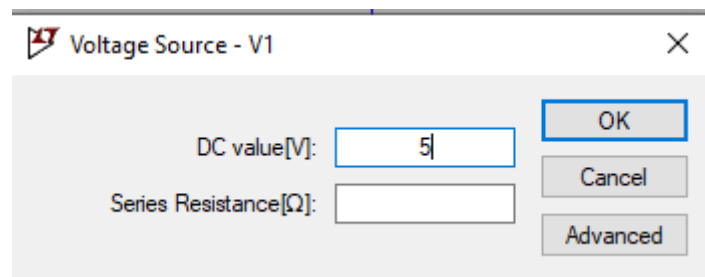 Voltage Source - V1
DC value[V]: 5
OK
Series Resistance[Ω]:
Cancel
Advanced